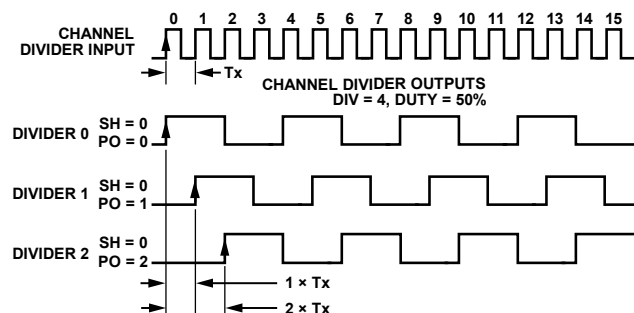 0 1 2 3 4 5 6 7 8 9 10 11 12 13 14 15
CHANNEL
DIVIDER INPUT
Tx
CHANNEL DIVIDER OUTPUTS
DIV = 4, DUTY = 50%
DIVIDER 0
SH = 0
PO = 0
DIVIDER 1
SH = 0
PO = 1
DIVIDER 2
SH = 0
PO = 2
1 × Tx
2 × Tx